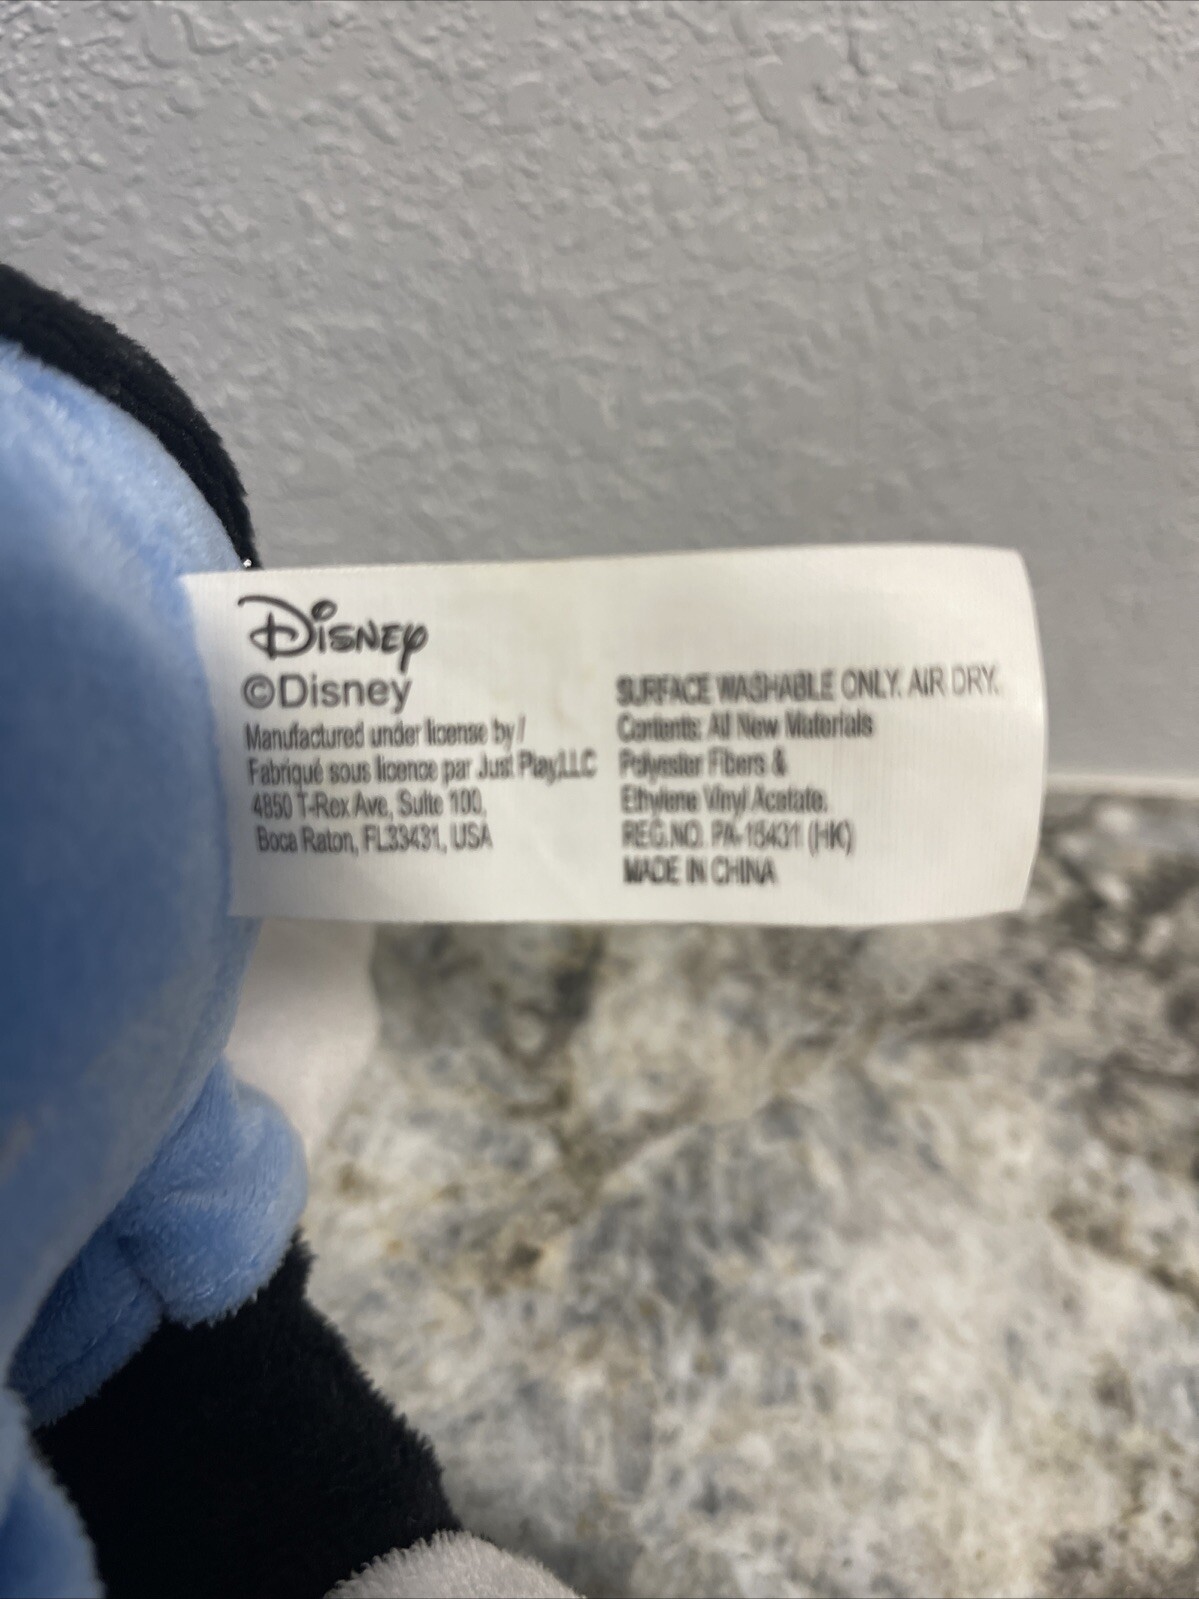 Disney
©Disney
Manufactured under license by /
Fabriqué sous licence par Just Play,LLC
4850 T-Rex Ave, Suite 100,
Boca Raton, FL33431, USA
SURFACE WASHABLE ONLY. AIR DRY.
Contents: All New Materials
Polyester Fibers &
Ethylene Vinyl Acetate.
REG.NO. PA-15431 (HK)
MADE IN CHINA